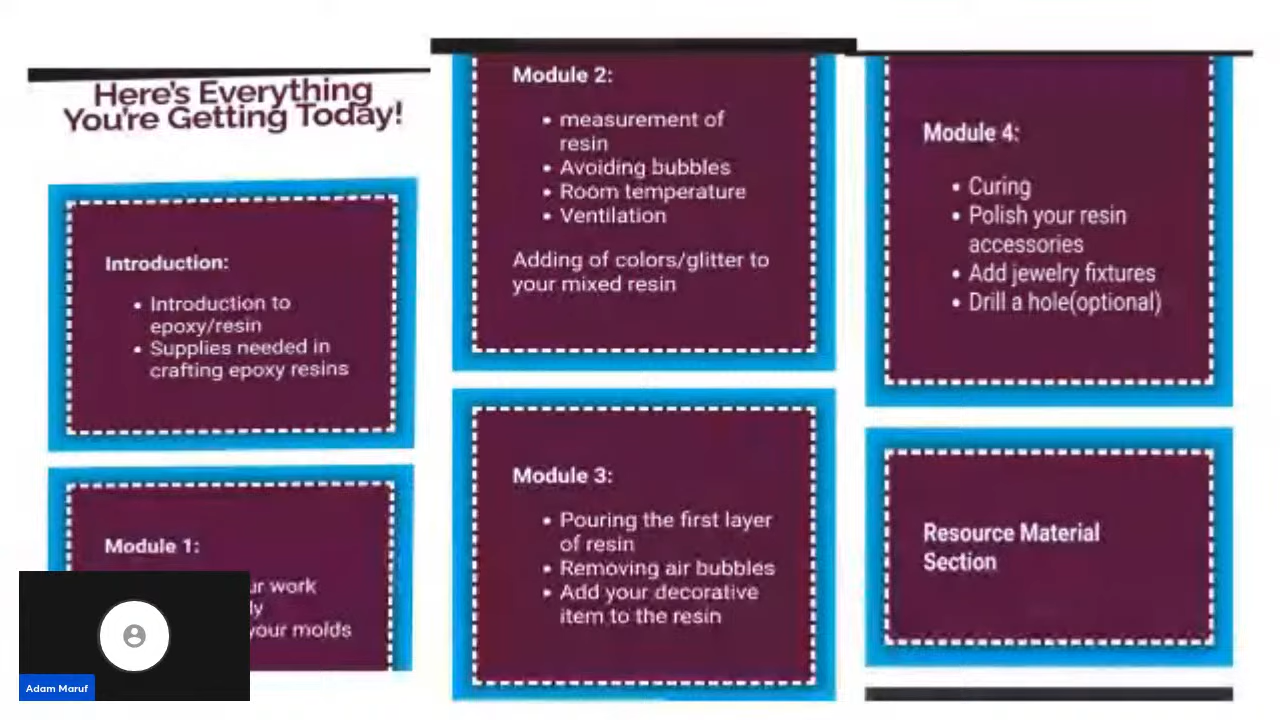 Here's Everything
You're Getting Today!
Introduction:
• Introduction to
epoxy/resin
• Supplies needed in
crafting epoxy resins
Module 1:
work
your molds
Adam Maruf
Module 2:
• measurement of
resin
• Avoiding bubbles
• Room temperature
• Ventilation
Adding of colors/glitter to
your mixed resin
Module 3:
• Pouring the first layer
of resin
• Removing air bubbles
• Add your decorative
item to the resin
Module 4:
• Curing
• Polish your resin
accessories
• Add jewelry fixtures
• Drill a hole(optional)
Resource Material
Section